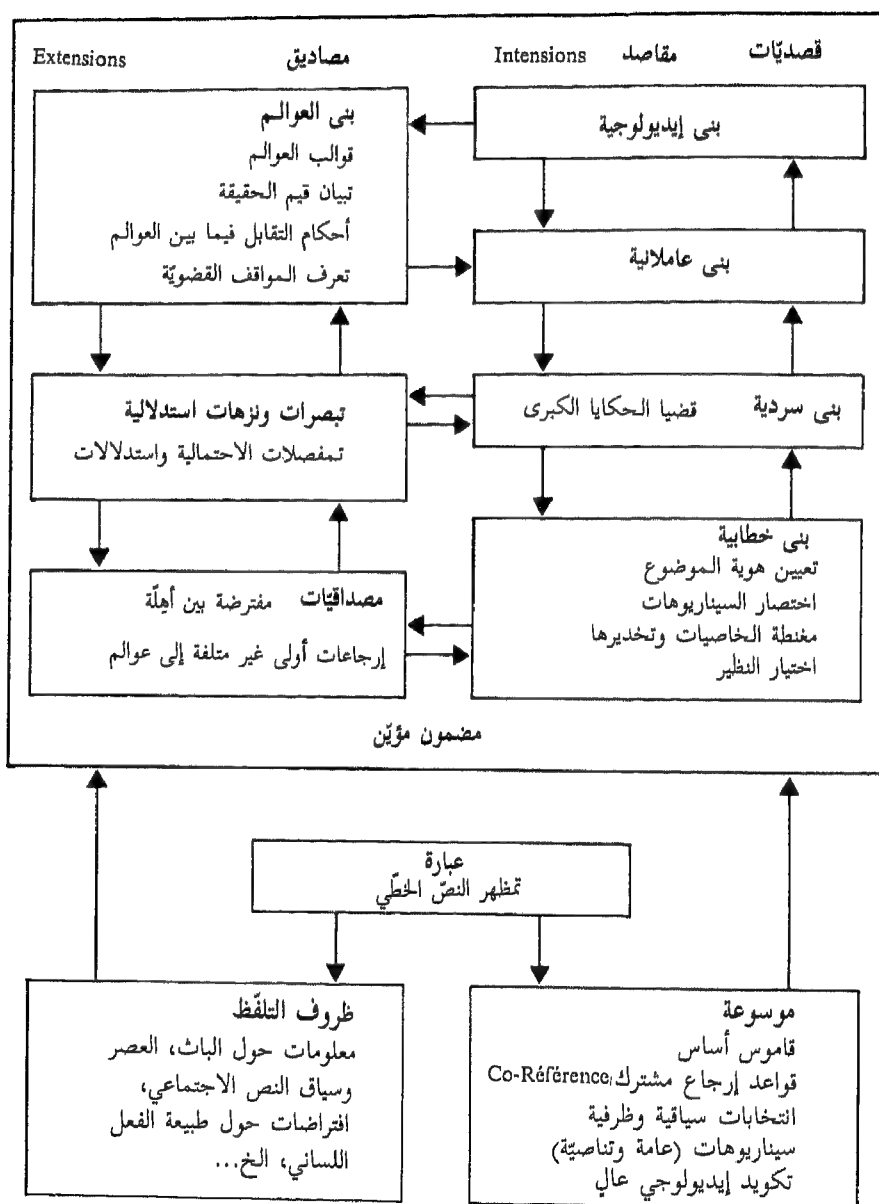 قصديّات مقاصد Intensions
مصاديق Extensions
بنى إيديولوجية
بنى العوالم
قوالب العوالم
تبيان قيم الحقيقة
أحكام التقابل فيما بين العوالم
تعرف المواقف القضويّة
بنى عاملانية
بنى سردية قضيا الحكايا الكبرى
تبصرات ونزهات استدلالية
تمفصلات الاحتمالية واستدلالات
بنى خطابية
تعيين هوية الموضوع
اختصار السيناريوهات
مغنطة الخاصيات وتخديرها
اختيار النظير
مصداقيّات مفترضة بين أهِلّة
إرجاعات أولى غير متلفة إلى عوالم
مضمون مؤيّن
عبارة
تمظهر النصّ الخطّي
موسوعة
قاموس أساس
قواعد إرجاع مشترك Co-Référence
انتخابات سياقية وظرفية
سيناريوهات (عامة وتناصيّة)
تكويد إيديولوجي عالٍ
ظروف التلفّظ
معلومات حول الباث، العصر
وسياق النص الاجتماعي،
افتراضات حول طبيعة الفعل
اللساني، الخ...